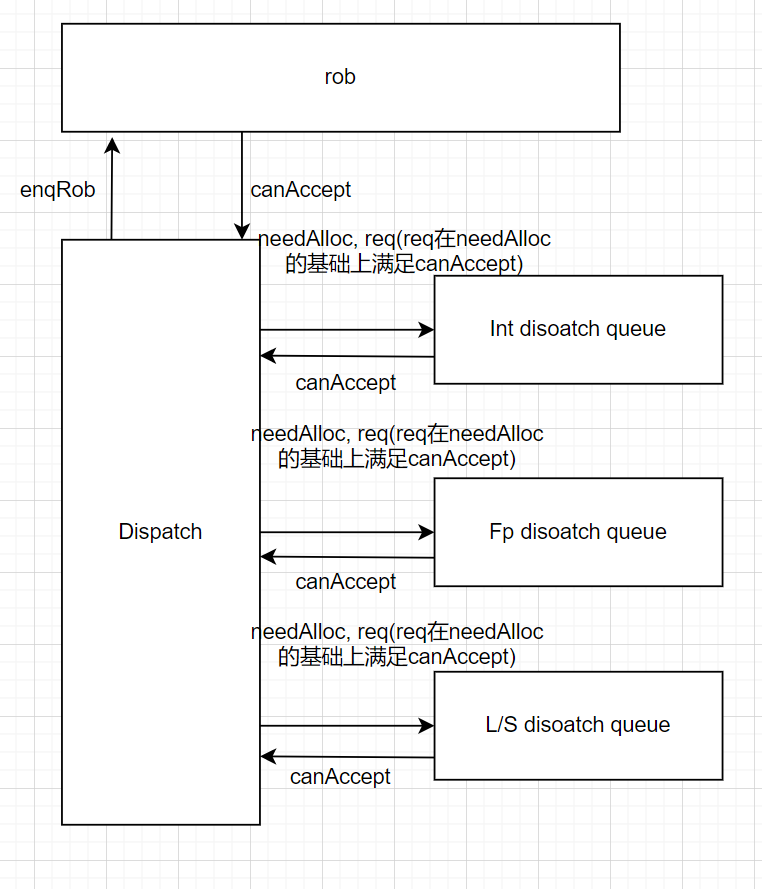 rob
enqRob
canAccept
needAlloc, req(req在needAlloc
的基础上满足canAccept)
Int disoatch queue
canAccept
needAlloc, req(req在needAlloc
的基础上满足canAccept)
Dispatch
Fp disoatch queue
canAccept
needAlloc, req(req在needAlloc
的基础上满足canAccept)
L/S disoatch queue
canAccept